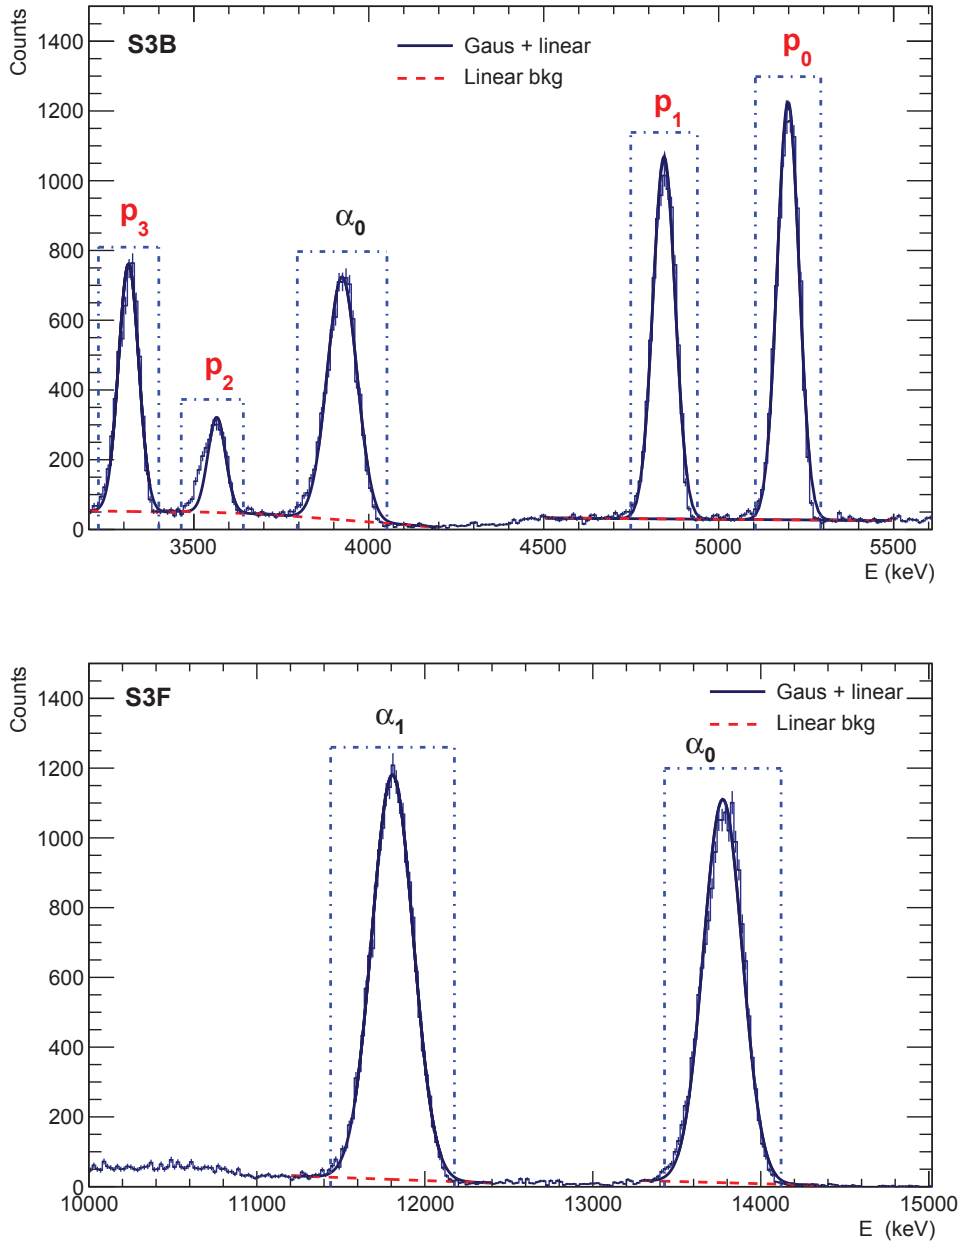 Counts
1400
1200
1000
800
600
400
200
0
S3B
Gaus + linear
Linear bkg
p0
p1
p3
α0
p2
3500
4000
4500
5000
5500
E (keV)
Counts
1400
1200
1000
800
600
400
200
0
S3F
Gaus + linear
Linear bkg
α1
α0
10000
11000
12000
13000
14000
15000
E (keV)